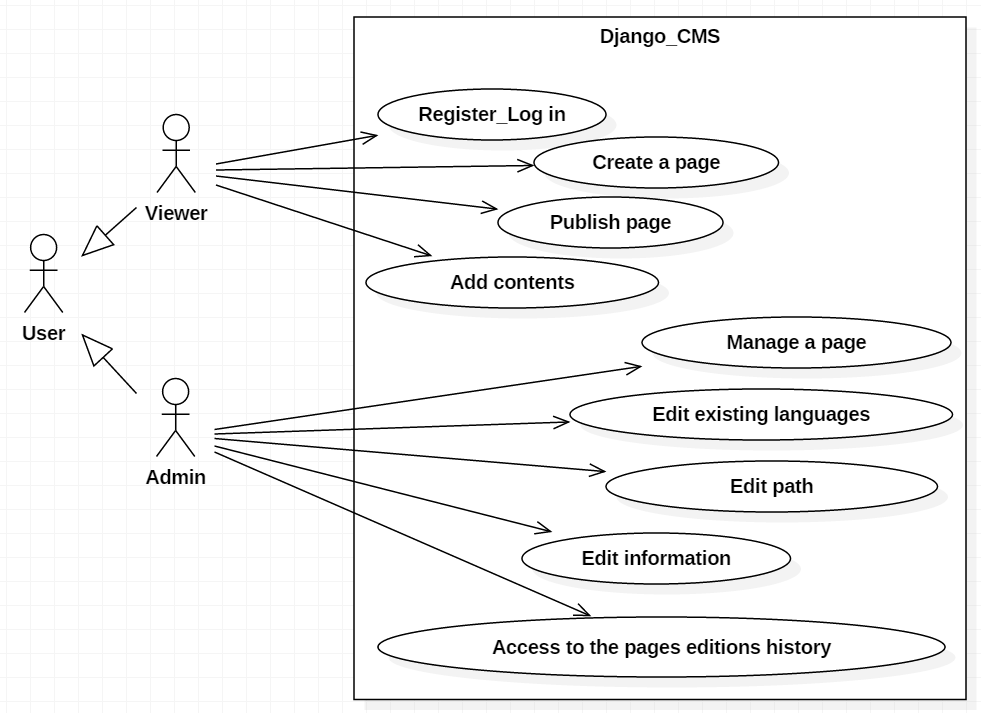 Django_CMS
Register_Log in
Create a page
Viewer
Publish page
Add contents
User
Manage a page
Edit existing languages
Admin
Edit path
Edit information
Access to the pages editions history